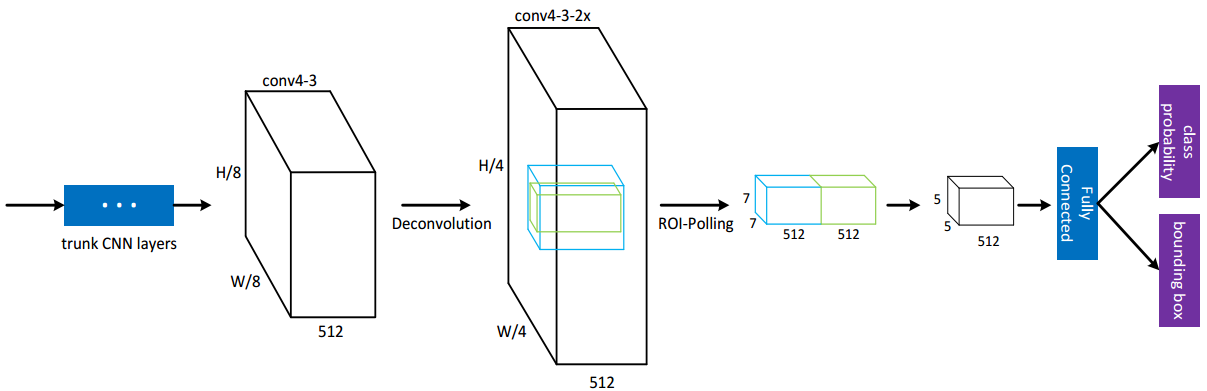 conv4-3-2x
conv4-3
H/8
H/4
W/8
W/4
512
512
trunk CNN layers
Deconvolution
ROI-Polling
7
7
512
512
5
5
512
Fully
Connected
class
probability
bounding box